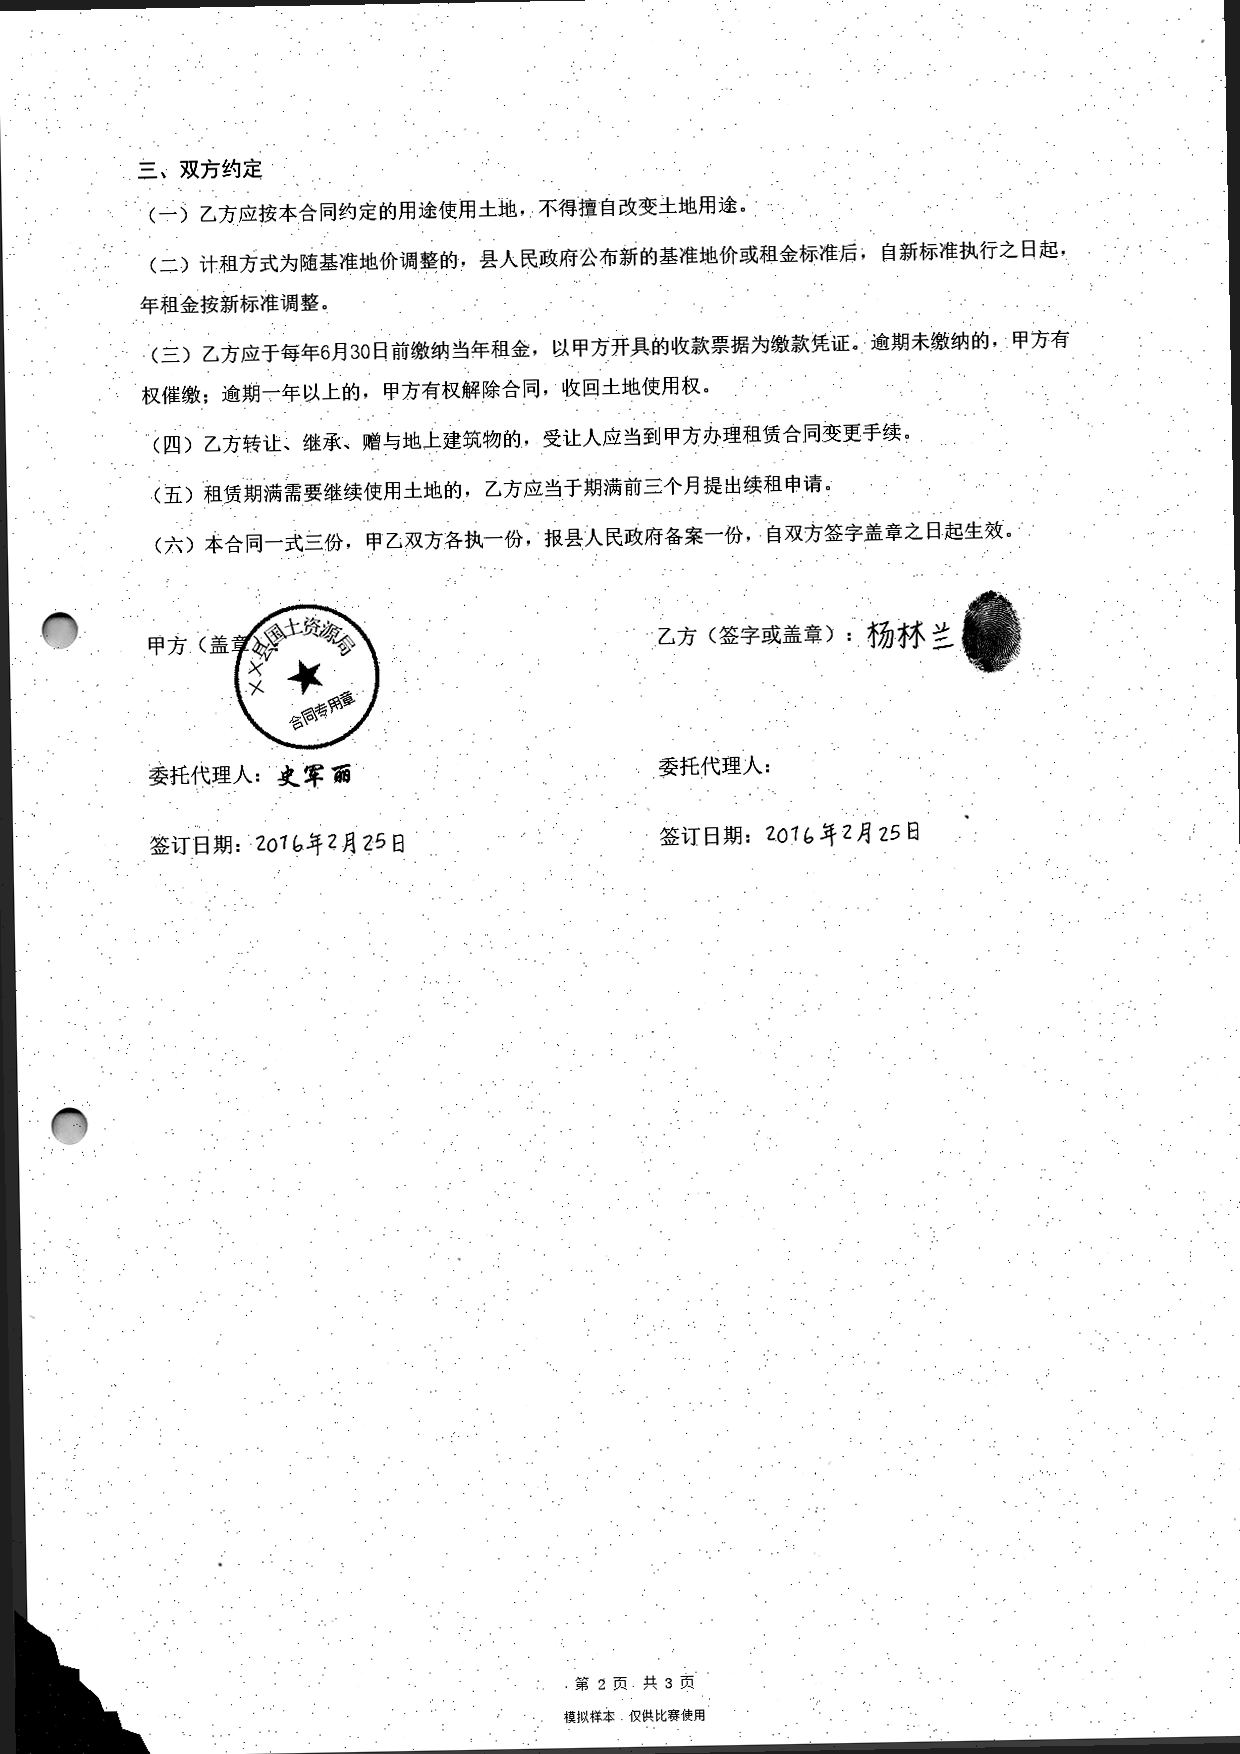 三、双方约定
（一）乙方应按本合同约定的用途使用土地，不得擅自改变土地用途。
（二）计租方式为随基准地价调整的，县人民政府公布新的基准地价或租金标准后，自新标准执行之日起，
年租金按新标准调整。
（三）乙方应于每年6月30日前缴纳当年租金，以甲方开具的收款票据为缴款凭证。逾期未缴纳的，甲方有
权催缴；逾期一年以上的，甲方有权解除合同，收回土地使用权。
（四）乙方转让、继承、赠与地上建筑物的，受让人应当到甲方办理租赁合同变更手续。
（五）租赁期满需要继续使用土地的，乙方应当于期满前三个月提出续租申请。
（六）本合同一式三份，甲乙双方各执一份，报县人民政府备案一份，自双方签字盖章之日起生效。
甲方（盖章
××县国土资源局
合同专用章
乙方（签字或盖章）：杨林兰
委托代理人：史军丽
委托代理人：
签订日期：2016年2月25日
签订日期：2016年2月25日
第 2 页 共 3 页
模拟样本 . 仅供比赛使用